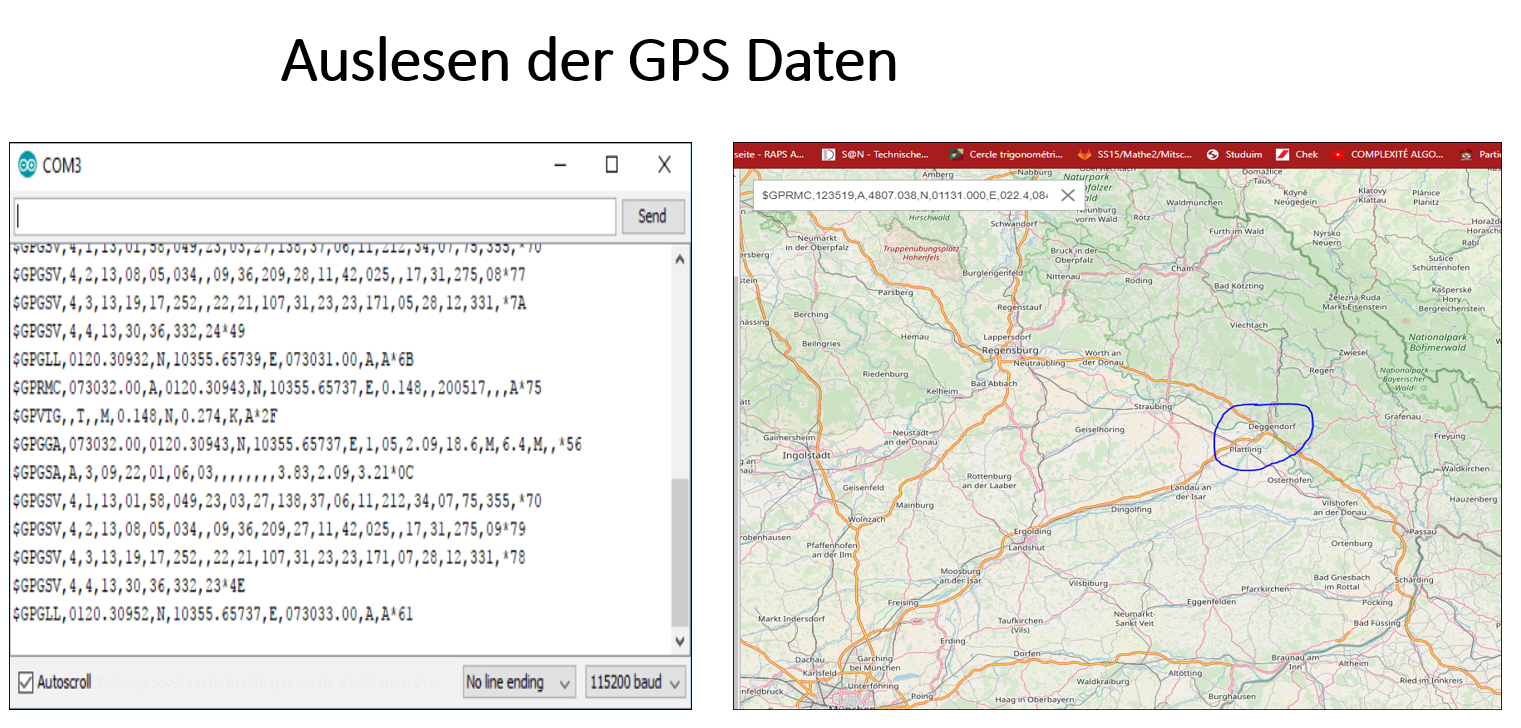 Auslesen der GPS Daten
COM3
Send
$GPGSV,4,1,13,01,58,049,23,03,27,138,37,06,11,212,34,07,75,355,*70
$GPGSV,4,2,13,08,05,034,,09,36,209,28,11,42,025,,17,31,275,08*77
$GPGSV,4,3,13,19,17,252,,22,21,107,31,23,23,171,05,28,12,331,*7A
$GPGSV,4,4,13,30,36,332,24*49
$GPGLL,0120.30932,N,10355.65739,E,073031.00,A,A*6B
$GPRMC,073032.00,A,0120.30943,N,10355.65737,E,0.148,,200517,,,A*75
$GPVTG,,T,,M,0.148,N,0.274,K,A*2F
$GPGGA,073032.00,0120.30943,N,10355.65737,E,1,05,2.09,18.6,M,6.4,M,,*56
$GPGSA,A,3,09,22,01,06,03,,,,,,,,3.83,2.09,3.21*0C
$GPGSV,4,1,13,01,58,049,23,03,27,138,37,06,11,212,34,07,75,355,*70
$GPGSV,4,2,13,08,05,034,,09,36,209,27,11,42,025,,17,31,275,09*79
$GPGSV,4,3,13,19,17,252,,22,21,107,31,23,23,171,07,28,12,331,*78
$GPGSV,4,4,13,30,36,332,23*4E
$GPGLL,0120.30952,N,10355.65737,E,073033.00,A,A*61
Autoscroll
No line ending
115200 baud
seite - RAPS A... S@N - Technische... Cercle trigonométri... SS15/Mathe2/Mitsc... Studuim Chek COMPLEXITÉ ALGO... Partic
$GPRMC,123519,A,4807.038,N,01131.000,E,022.4,084
Amberg
Nabburg
Naturpark
Hirschwald
Neunburg
vorm Wald
Rötz
Waldmünchen
Domažlice
Taus
Kdyně
Neugedein
Klatovy
Klattau
Plánice
Planitz
Neumarkt
in der Oberpfalz
Truppenübungsplatz
Hohenfels
Schwandorf
Bruck in der
Oberpfalz
Furth im Wald
Nýrsko
Neuern
Sušice
Schüttenhofen
Burglengenfeld
Nittenau
Cham
Roding
Bad Kötzting
Parsberg
Regenstauf
Železná Ruda
Markt-Eisenstein
Kašperské
Hory
Bergreichenstein
Berching
Beilngries
Hemau
Lappersdorf
Regensburg
Neutraubling
Wörth an
der Donau
Viechtach
Zwiesel
Nationalpark
Böhmerwald
Riedenburg
Kelheim
Bad Abbach
Regen
Nationalpark
Bayerischer
Wald
Straubing
Geiselhöring
Deggendorf
Plattling
Grafenau
Freyung
Gaimersheim
Ingolstadt
Neustadt
an der Donau
Osterhofen
Waldkirchen
Hauzenberg
Geisenfeld
Rottenburg
an der Laaber
Mainburg
Landau an
der Isar
Dingolfing
Vilshofen
an der Donau
Passau
Wolnzach
Pfaffenhofen
an der Ilm
Ergolding
Landshut
Ortenburg
Moosburg
an der Isar
Vilsbiburg
Eggenfelden
Pfarrkirchen
Bad Griesbach
im Rottal
Scharding
Pocking
Bad Füssing
Freising
Markt Indersdorf
Erding
Taufkirchen
(Vils)
Neumarkt-
Sankt Veit
Dachau
Karlsfeld
Garching
bei München
Unterföhring
Dorfen
Waldkraiburg
Altötting
Braunau am
Inn
Altheim
Ried im Innkreis
Poing
Haag in Oberbayern
Burghausen
München